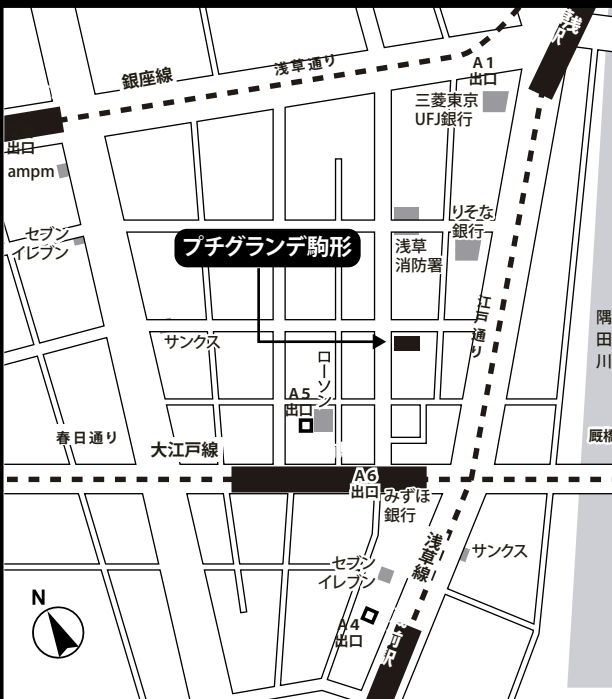 銀座線
浅草通り
A1
出口
三菱東京
UFJ銀行
出口
ampm
セブン
イレブン
りそな
銀行
浅草
消防署
プチグランデ駒形
江戸通り
隅田川
サンクス
ローソン
A5
出口
春日通り
大江戸線
厩橋
A6
出口
みずほ
銀行
浅草線
サンクス
セブン
イレブン
A4
出口
前駅
N